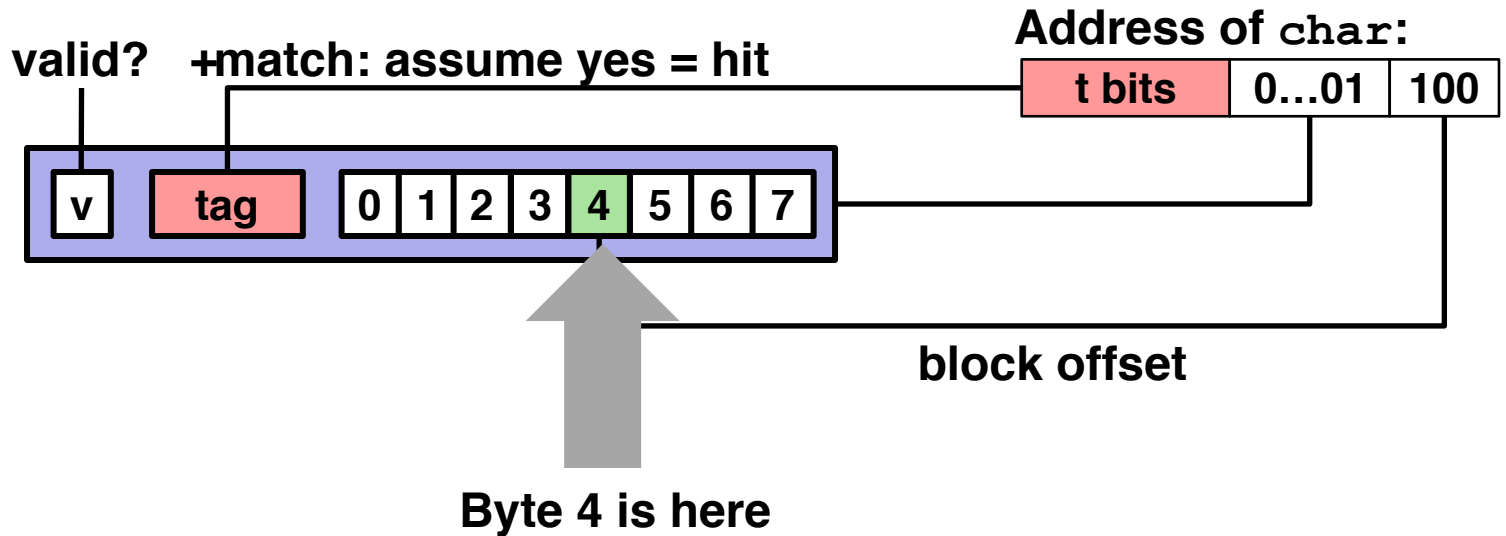 Address of char:
valid? +match: assume yes = hit
t bits 0...01 100
v tag 0 1 2 3 4 5 6 7
block offset
Byte 4 is here